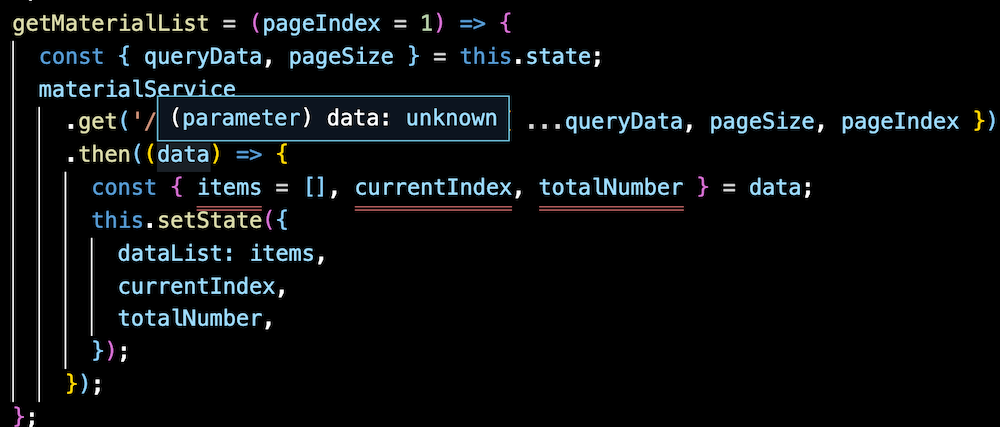 getMaterialList = (pageIndex = 1) => {
const { queryData, pageSize } = this.state;
materialService
(parameter) data: unknown
.get('/ ...queryData, pageSize, pageIndex })
.then((data) => {
const { items = [], currentIndex, totalNumber } = data;
this.setState({
dataList: items,
currentIndex,
totalNumber,
});
});
};